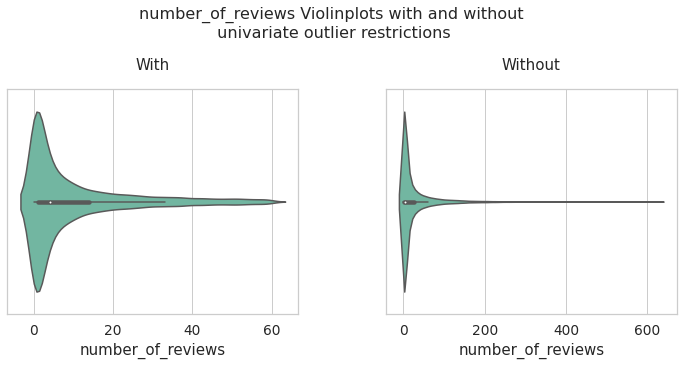 number_of_reviews Violinplots with and without
univariate outlier restrictions
With
Without
0 20 40 60
number_of_reviews
0 200 400 600
number_of_reviews